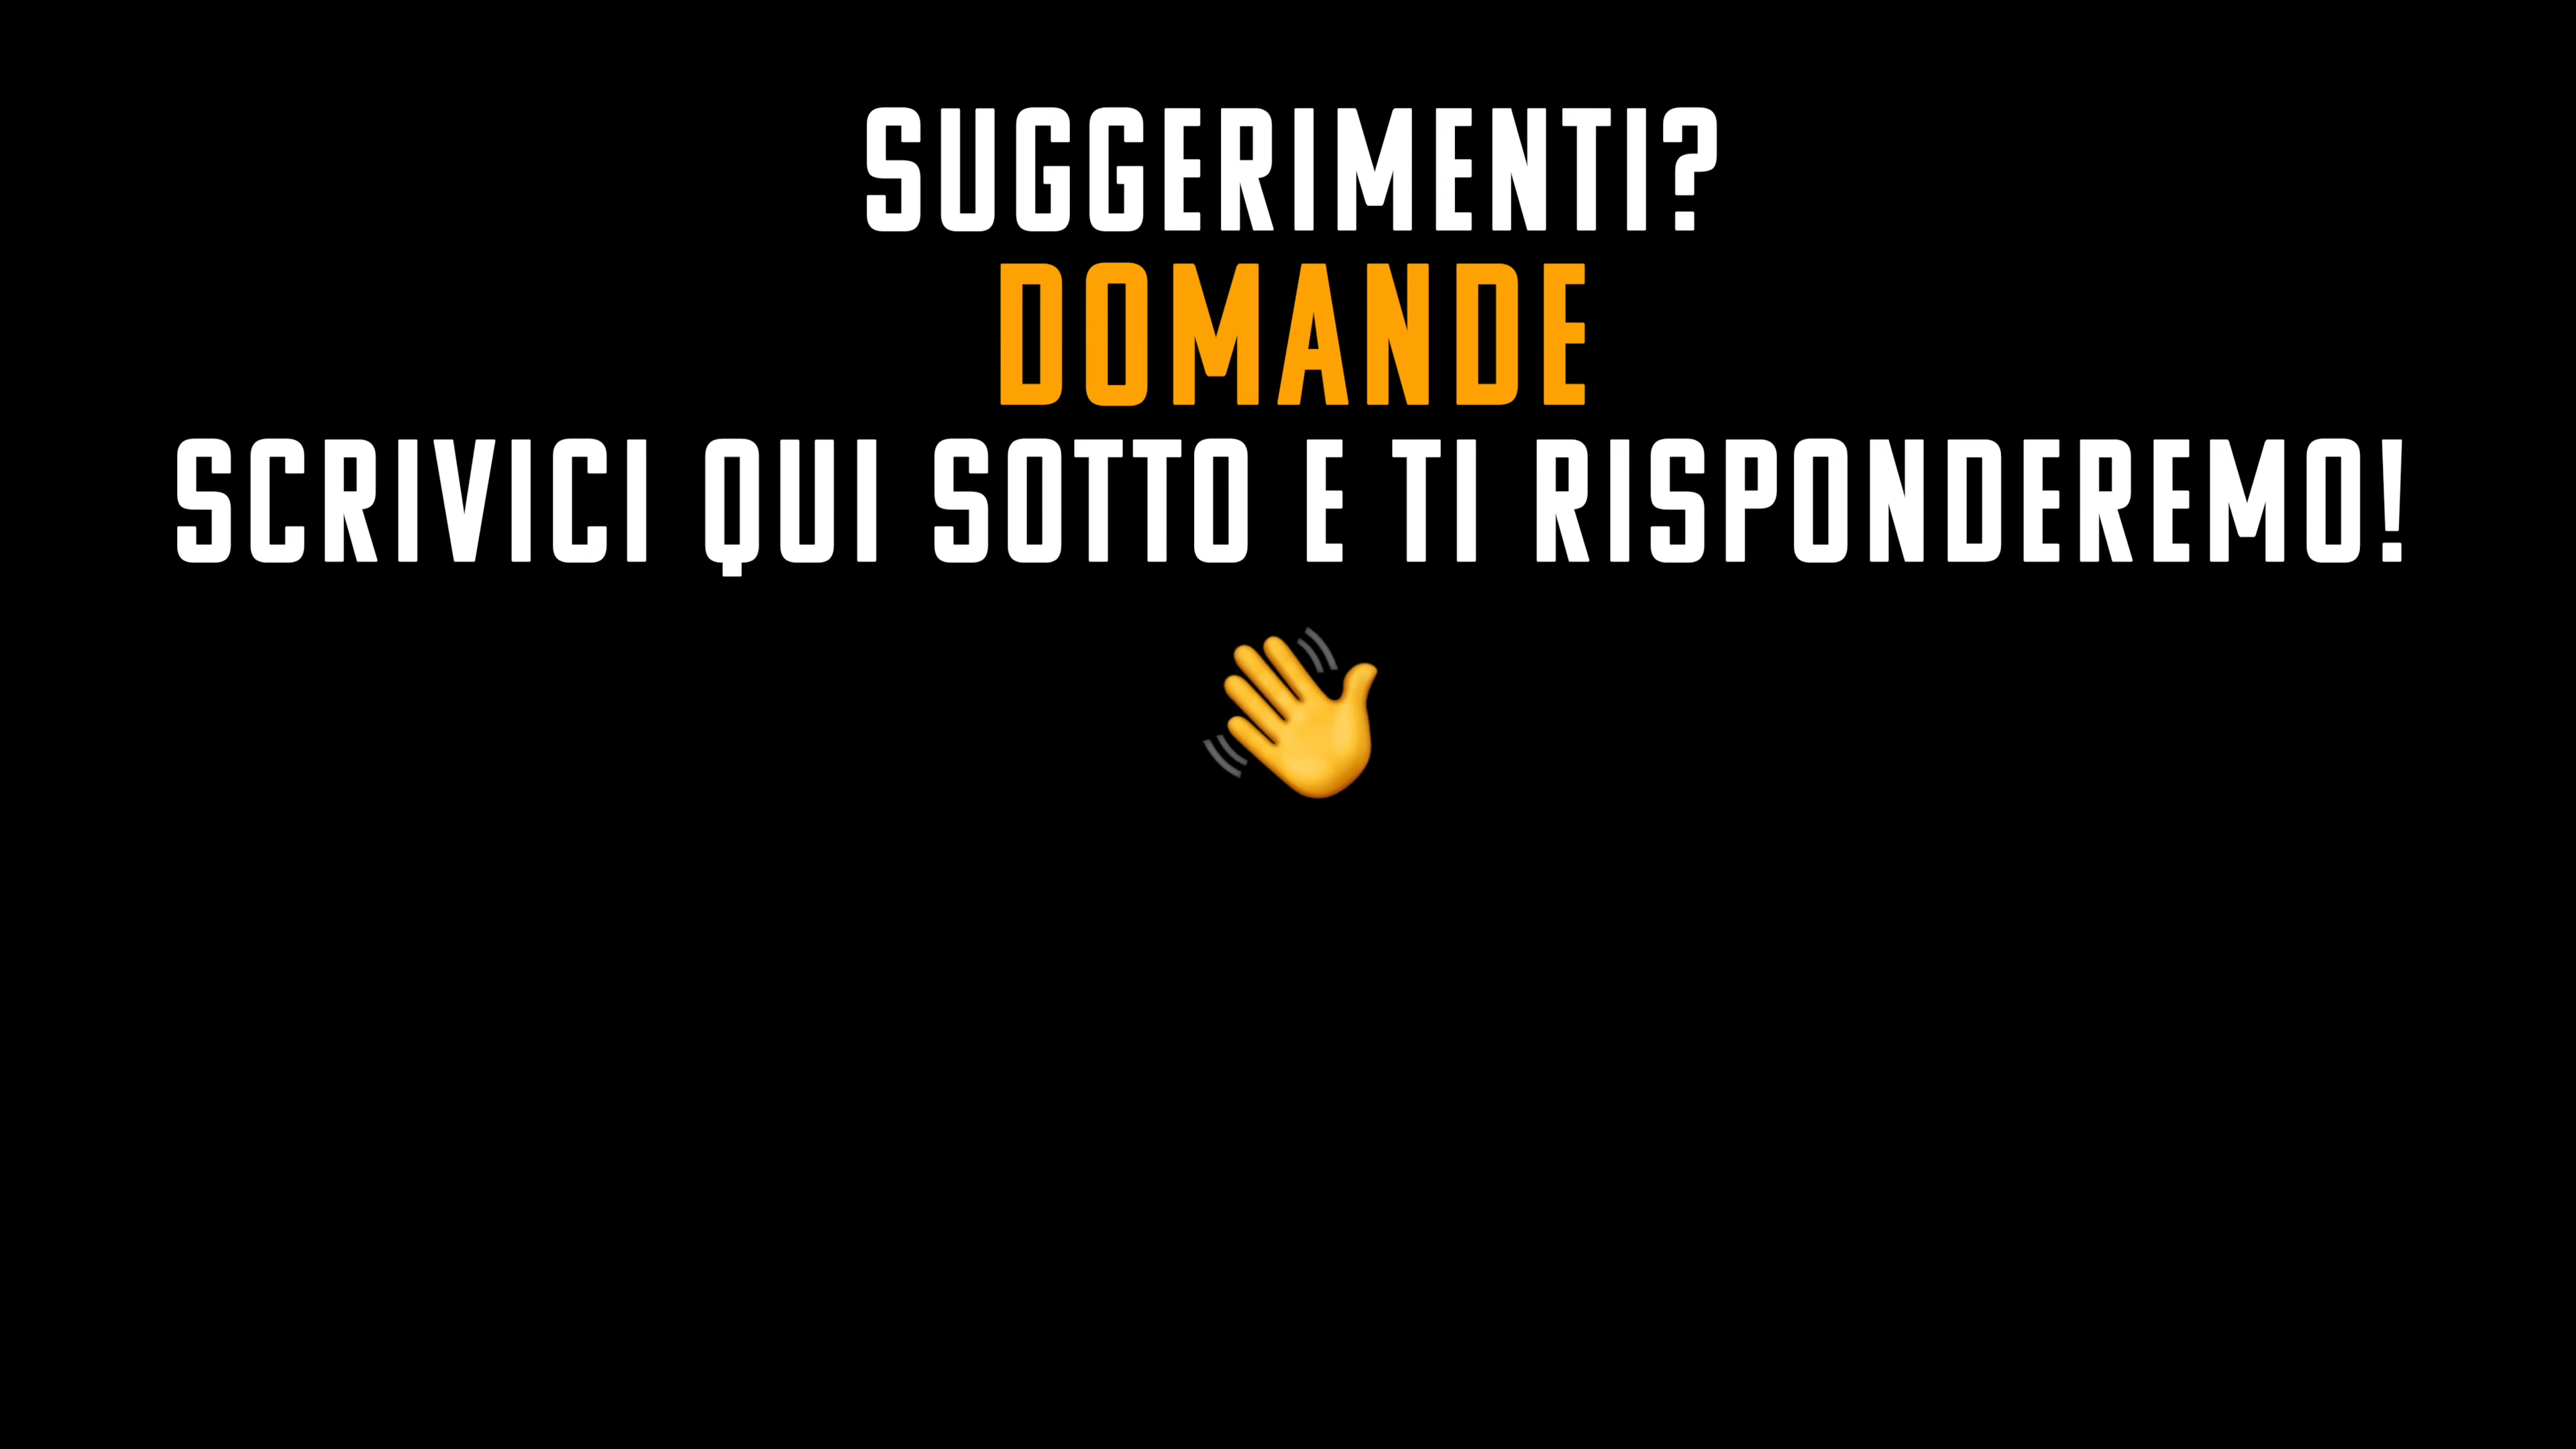 SUGGERIMENTI?
DOMANDE
SCRIVICI QUI SOTTO E TI RISPONDEREMO!
👋